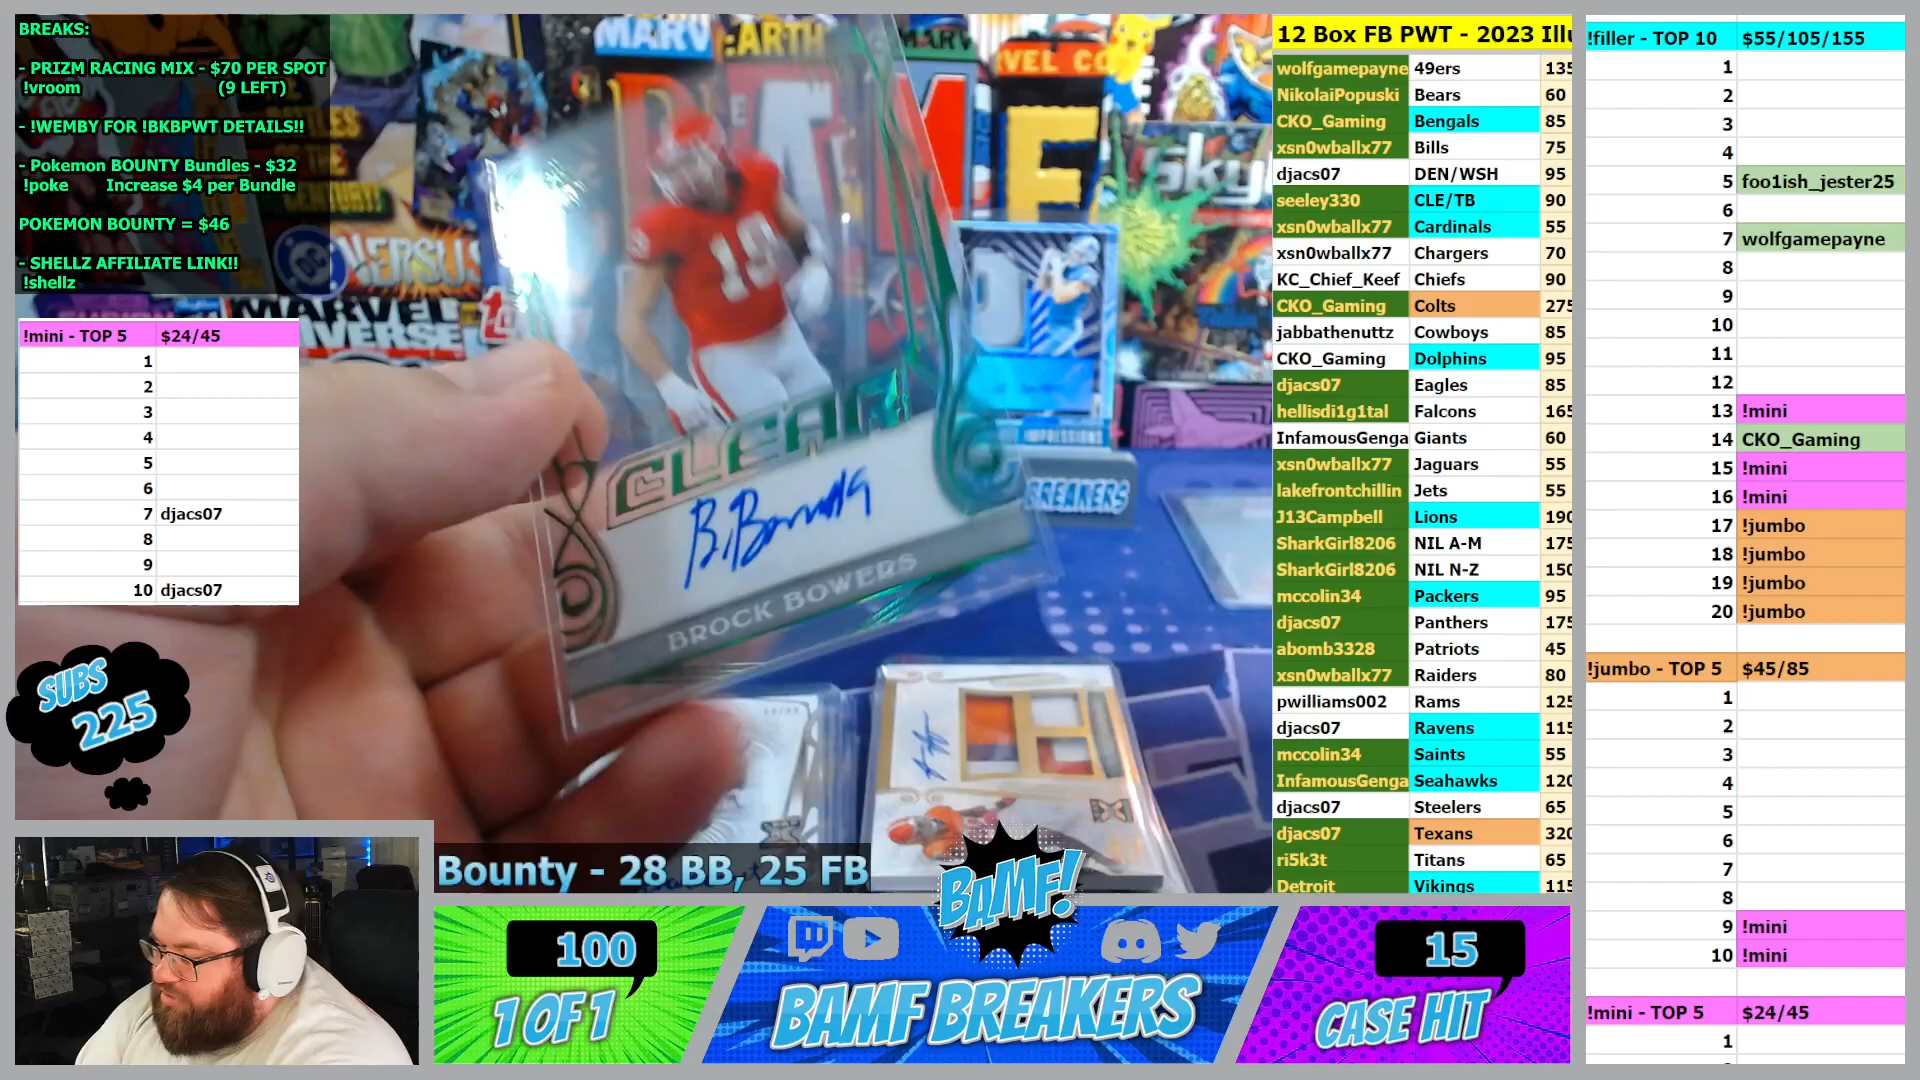 BREAKS:
- PRIZM RACING MIX - $70 PER SPOT
!vroom (9 LEFT)
- !WEMBY FOR !BKBPWT DETAILS!!
- Pokemon BOUNTY Bundles - $32
!poke Increase $4 per Bundle
POKEMON BOUNTY = $46
- SHELLZ AFFILIATE LINK!!
!shellz
!mini - TOP 5 $24/45
1
2
3
4
5
6
7 djacs07
8
9
10 djacs07
SUBS
225
MARV
EARTH
MARV
VEL CO
Sky
VERSUS
MARVEL
CLEAR
B. Bowers
BROCK BOWERS
IMPRESSIONS
BREAKERS
Bounty - 28 BB, 25 FB
BAMF!
100
1 OF 1
BAMF BREAKERS
15
CASE HIT
12 Box FB PWT - 2023 Illu
wolfgamepayne 49ers 135
NikolaiPopuski Bears 60
CKO_Gaming Bengals 85
xsn0wballx77 Bills 75
djacs07 DEN/WSH 95
seeley330 CLE/TB 90
xsn0wballx77 Cardinals 55
xsn0wballx77 Chargers 70
KC_Chief_Keef Chiefs 90
CKO_Gaming Colts 275
jabbathenuttz Cowboys 85
CKO_Gaming Dolphins 95
djacs07 Eagles 85
hellisdi1g1tal Falcons 165
InfamousGenga Giants 60
xsn0wballx77 Jaguars 55
lakefrontchillin Jets 55
J13Campbell Lions 190
SharkGirl8206 NIL A-M 175
SharkGirl8206 NIL N-Z 150
mccolin34 Packers 95
djacs07 Panthers 175
abomb3328 Patriots 45
xsn0wballx77 Raiders 80
pwilliams002 Rams 125
djacs07 Ravens 115
mccolin34 Saints 55
InfamousGenga Seahawks 120
djacs07 Steelers 65
djacs07 Texans 320
ri5k3t Titans 65
Detroit Vikings 115
!filler - TOP 10 $55/105/155
1
2
3
4
5 foo1ish_jester25
6
7 wolfgamepayne
8
9
10
11
12
13 !mini
14 CKO_Gaming
15 !mini
16 !mini
17 !jumbo
18 !jumbo
19 !jumbo
20 !jumbo
!jumbo - TOP 5 $45/85
1
2
3
4
5
6
7
8
9 !mini
10 !mini
!mini - TOP 5 $24/45
1